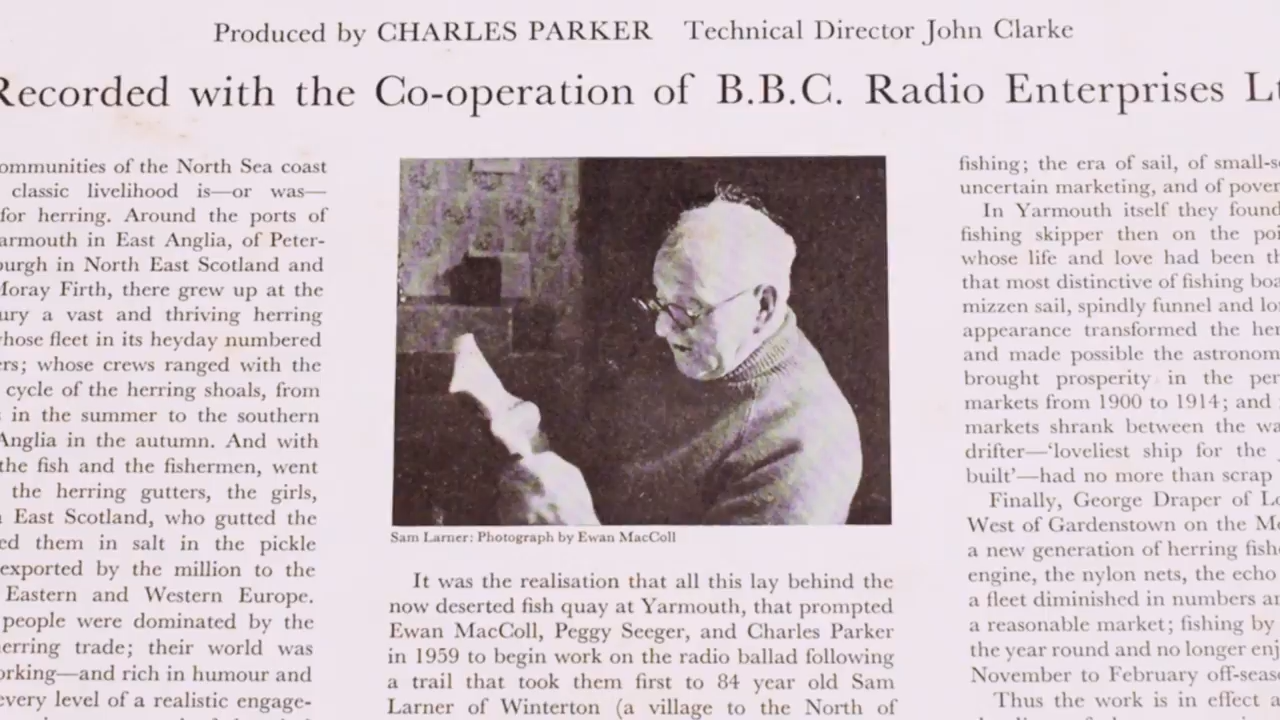 Produced by CHARLES PARKER Technical Director John Clarke
Recorded with the Co-operation of B.B.C. Radio Enterprises
ommunities of the North Sea coast
classic livelihood is—or was—
for herring. Around the ports of
armouth in East Anglia, of Peter-
burgh in North East Scotland and
Moray Firth, there grew up at the
ury a vast and thriving herring
whose fleet in its heyday numbered
ers; whose crews ranged with the
cycle of the herring shoals, from
in the summer to the southern
Anglia in the autumn. And with
the fish and the fishermen, went
the herring gutters, the girls,
East Scotland, who gutted the
ed them in salt in the pickle
exported by the million to the
Eastern and Western Europe.
people were dominated by the
erring trade; their world was
orking—and rich in humour and
every level of a realistic engage-
Sam Larner: Photograph by Ewan MacColl
It was the realisation that all this lay behind the
now deserted fish quay at Yarmouth, that prompted
Ewan MacColl, Peggy Seeger, and Charles Parker
in 1959 to begin work on the radio ballad following
a trail that took them first to 84 year old Sam
Larner of Winterton (a village to the North of
fishing; the era of sail, of small-s
uncertain marketing, and of pover
In Yarmouth itself they found
fishing skipper then on the poi
whose life and love had been th
that most distinctive of fishing boa
mizzen sail, spindly funnel and lo
appearance transformed the her
and made possible the astronom
brought prosperity in the per
markets from 1900 to 1914; and
markets shrank between the wa
drifter—'loveliest ship for the
built'—had no more than scrap
Finally, George Draper of Lo
West of Gardenstown on the Mo
a new generation of herring fishe
engine, the nylon nets, the echo
a fleet diminished in numbers an
a reasonable market; fishing by
the year round and no longer enj
November to February off-seas
Thus the work is in effect a